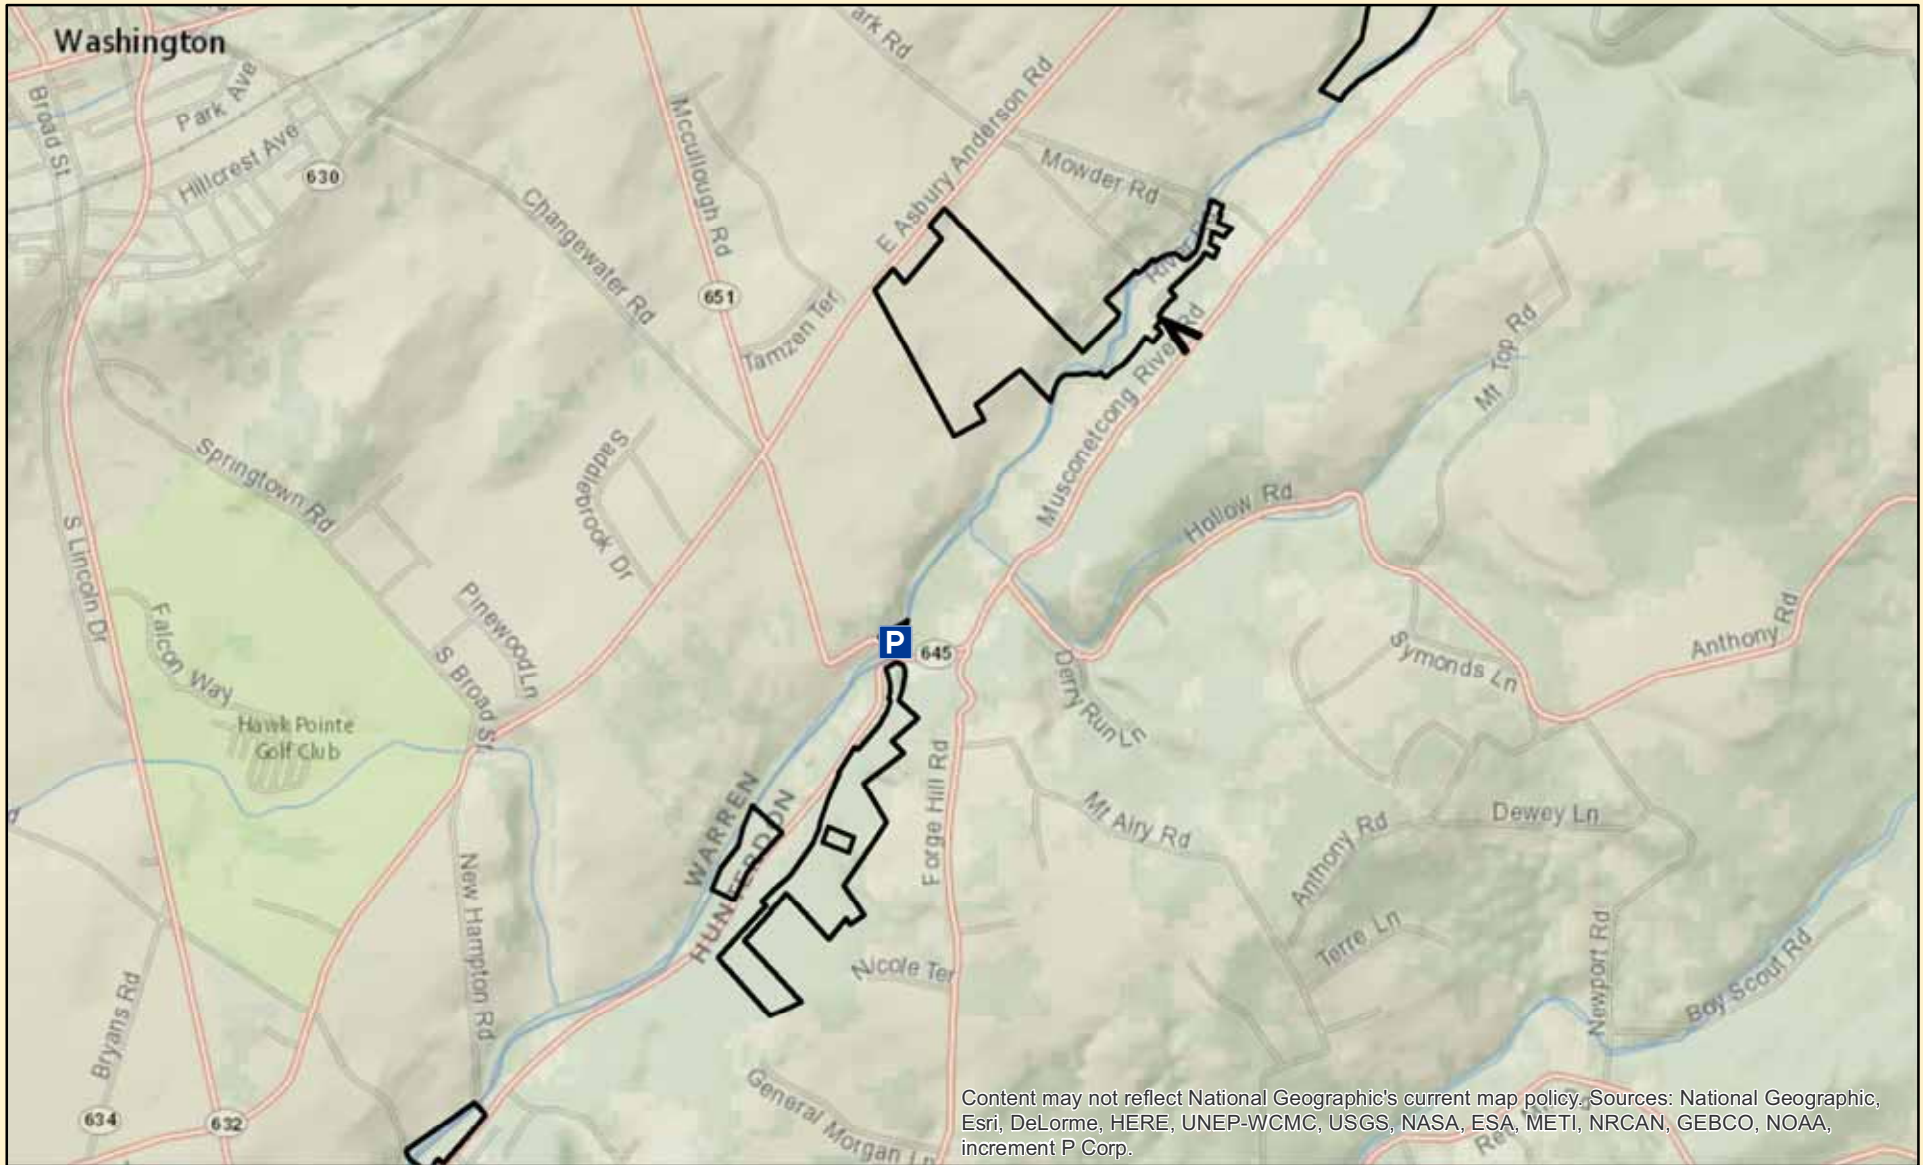 Washington
Broad St
Park Ave
Hillcrest Ave
630
ark Rd
Mccullough Rd
E Asbury Anderson Rd
Mowder Rd
Changewater Rd
651
Tamzen Ter
Musconetcong River Rd
Mt Top Rd
Springtown Rd
Saddlebrook Dr
Hollow Rd
S Lincoln Dr
Falcon Way
Pinewood Ln
S Broad St
P
645
Derry Run Ln
Symonds Ln
Anthony Rd
Hawk Pointe
Golf Club
WARREN
HUNTERDON
Forge Hill Rd
Mt Airy Rd
Dewey Ln
Anthony Rd
New Hampton Rd
Terre Ln
Nicole Ter
Newport Rd
Boy Scout Rd
Bryans Rd
General Morgan Ln
634
632
Content may not reflect National Geographic's current map policy. Sources: National Geographic,
Esri, DeLorme, HERE, UNEP-WCMC, USGS, NASA, ESA, METI, NRCAN, GEBCO, NOAA,
increment P Corp.